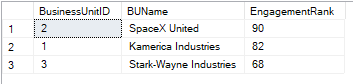 BusinessUnitID BUName EngagementRank
1 2 SpaceX United 90
2 1 Kamerica Industries 82
3 3 Stark-Wayne Industries 68